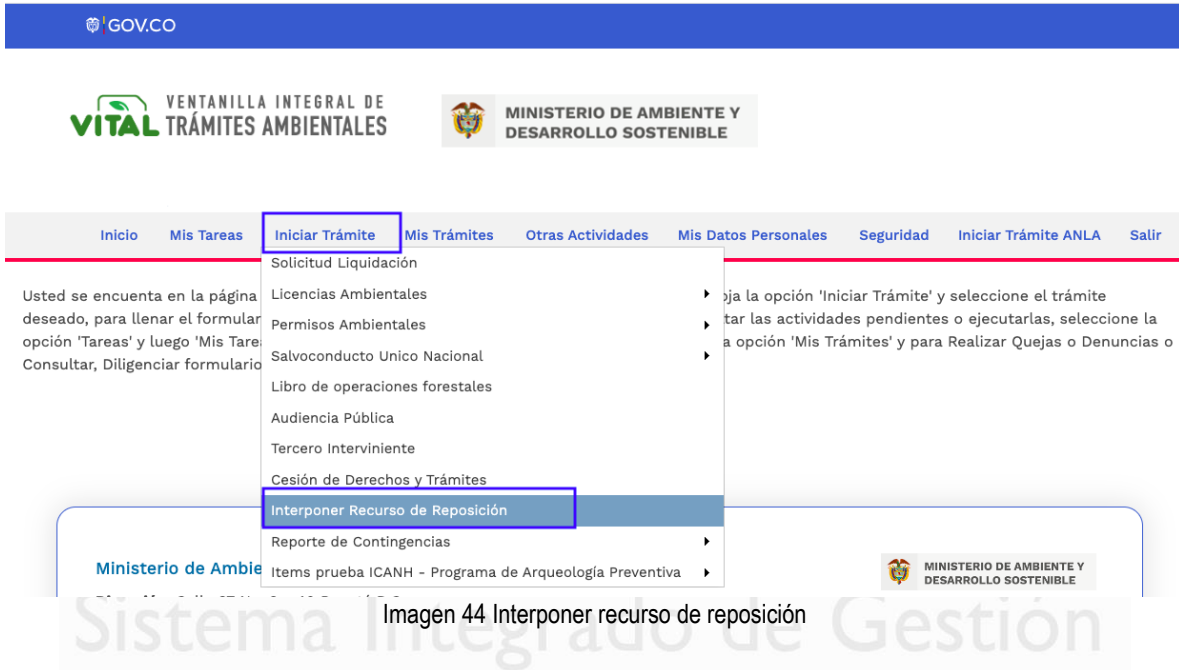 GOV.CO
VITAL
VENTANILLA INTEGRAL DE
TRÁMITES AMBIENTALES
MINISTERIO DE AMBIENTE Y
DESARROLLO SOSTENIBLE
Inicio Mis Tareas Iniciar Trámite Mis Trámites Otras Actividades Mis Datos Personales Seguridad Iniciar Trámite ANLA Salir
Solicitud Liquidación
Usted se encuenta en la página
Licencias Ambientales
oja la opción 'Iniciar Trámite' y seleccione el trámite
deseado, para llenar el formular
Permisos Ambientales
tar las actividades pendientes o ejecutarlas, seleccione la
opción 'Tareas' y luego 'Mis Tare
Salvoconducto Unico Nacional
a opción 'Mis Trámites' y para Realizar Quejas o Denuncias o
Consultar, Diligenciar formulario
Libro de operaciones forestales
Audiencia Pública
Tercero Interviniente
Cesión de Derechos y Trámites
Interponer Recurso de Reposición
Reporte de Contingencias
Items prueba ICANH - Programa de Arqueología Preventiva
Ministerio de Ambie
MINISTERIO DE AMBIENTE Y
DESARROLLO SOSTENIBLE
Imagen 44 Interponer recurso de reposición
Sistema Integrado de Gestión